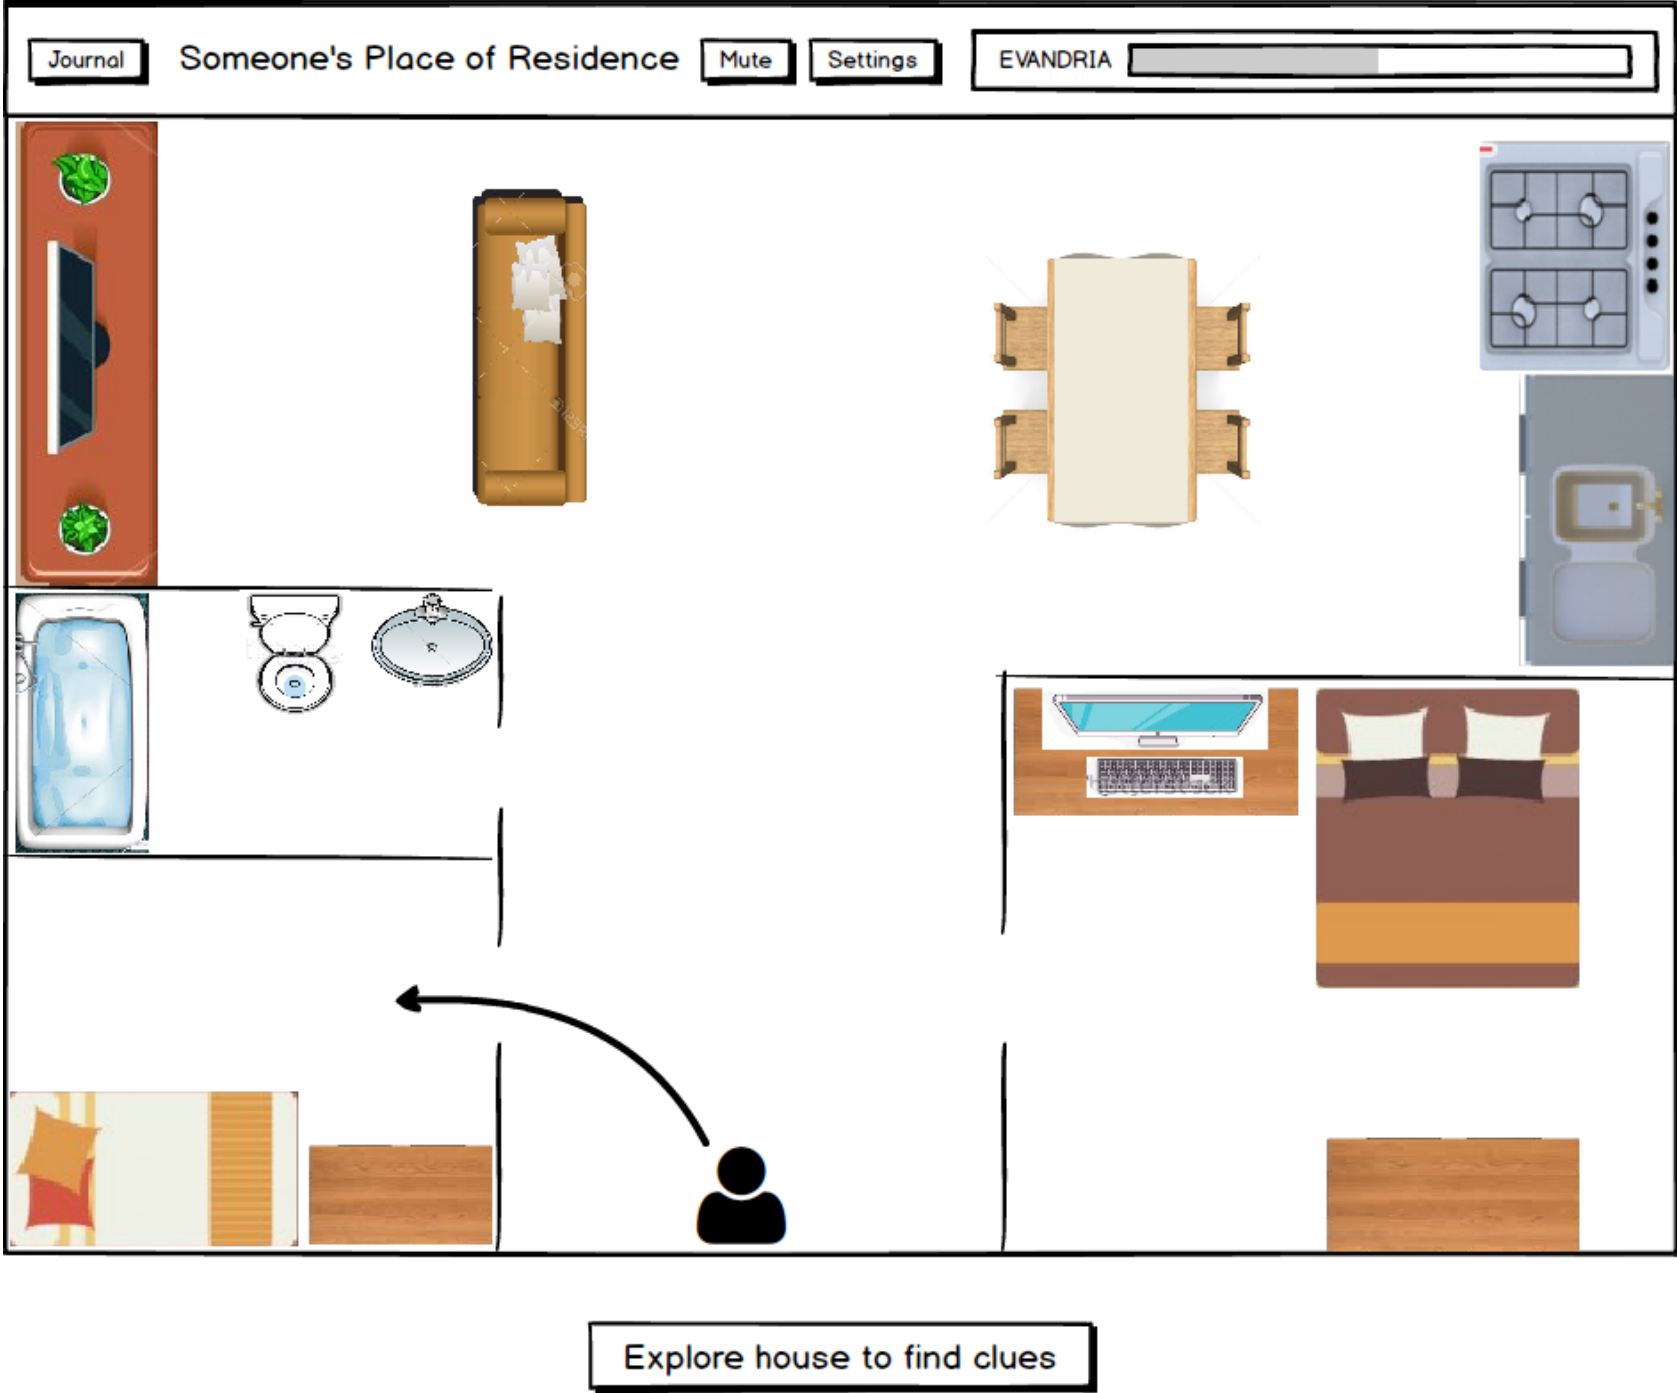 Journal
Someone's Place of Residence
Mute
Settings
EVANDRIA
Explore house to find clues